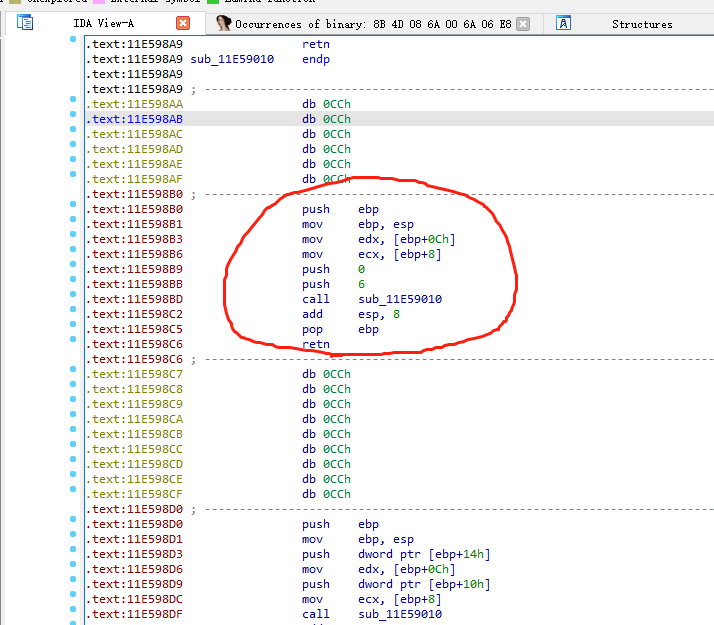 IDA View-A Occurrences of binary: 8B 4D 08 6A 00 6A 06 E8 Structures
.text:11E598A9 retn
.text:11E598A9 sub_11E59010 endp
.text:11E598A9
.text:11E598A9 ; ---------------------------------------------------------------------------
.text:11E598AA db 0CCh
.text:11E598AB db 0CCh
.text:11E598AC db 0CCh
.text:11E598AD db 0CCh
.text:11E598AE db 0CCh
.text:11E598AF db 0CCh
.text:11E598B0 ; ---------------------------------------------------------------------------
.text:11E598B0 push ebp
.text:11E598B1 mov ebp, esp
.text:11E598B3 mov edx, [ebp+0Ch]
.text:11E598B6 mov ecx, [ebp+8]
.text:11E598B9 push 0
.text:11E598BB push 6
.text:11E598BD call sub_11E59010
.text:11E598C2 add esp, 8
.text:11E598C5 pop ebp
.text:11E598C6 retn
.text:11E598C6 ; ---------------------------------------------------------------------------
.text:11E598C7 db 0CCh
.text:11E598C8 db 0CCh
.text:11E598C9 db 0CCh
.text:11E598CA db 0CCh
.text:11E598CB db 0CCh
.text:11E598CC db 0CCh
.text:11E598CD db 0CCh
.text:11E598CE db 0CCh
.text:11E598CF db 0CCh
.text:11E598D0 ; ---------------------------------------------------------------------------
.text:11E598D0 push ebp
.text:11E598D1 mov ebp, esp
.text:11E598D3 push dword ptr [ebp+14h]
.text:11E598D6 mov edx, [ebp+0Ch]
.text:11E598D9 push dword ptr [ebp+10h]
.text:11E598DC mov ecx, [ebp+8]
.text:11E598DF call sub_11E59010